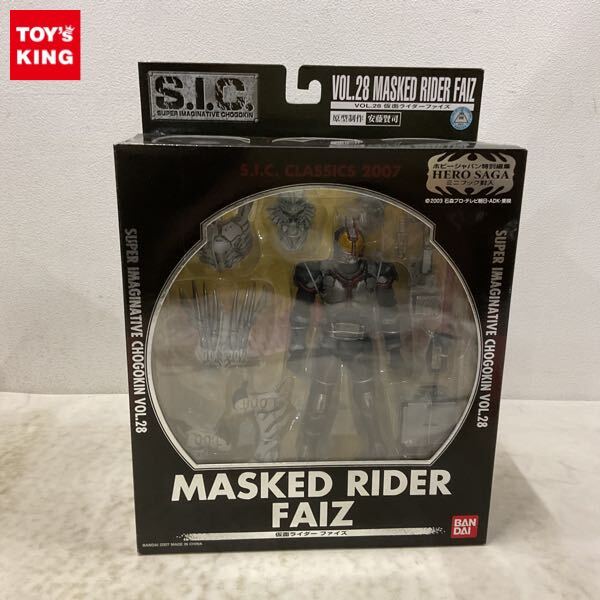 TOY's
KING
S.I.C.
SUPER IMAGINATIVE CHOGOKIN
VOL.28 MASKED RIDER FAIZ
VOL.28 仮面ライダーファイズ
原型制作 安藤賢司
S.I.C. CLASSICS 2007
ホビージャパン特別編集
HERO SAGA
ミニブック封入
©2003 石森プロ・テレビ朝日・ADK・東映
SUPER IMAGINATIVE CHOGOKIN VOL.28
SUPER IMAGINATIVE CHOGOKIN VOL.28
MASKED RIDER
FAIZ
仮面ライダー ファイズ
BANDAI 2007 MADE IN CHINA
BAN
DAI